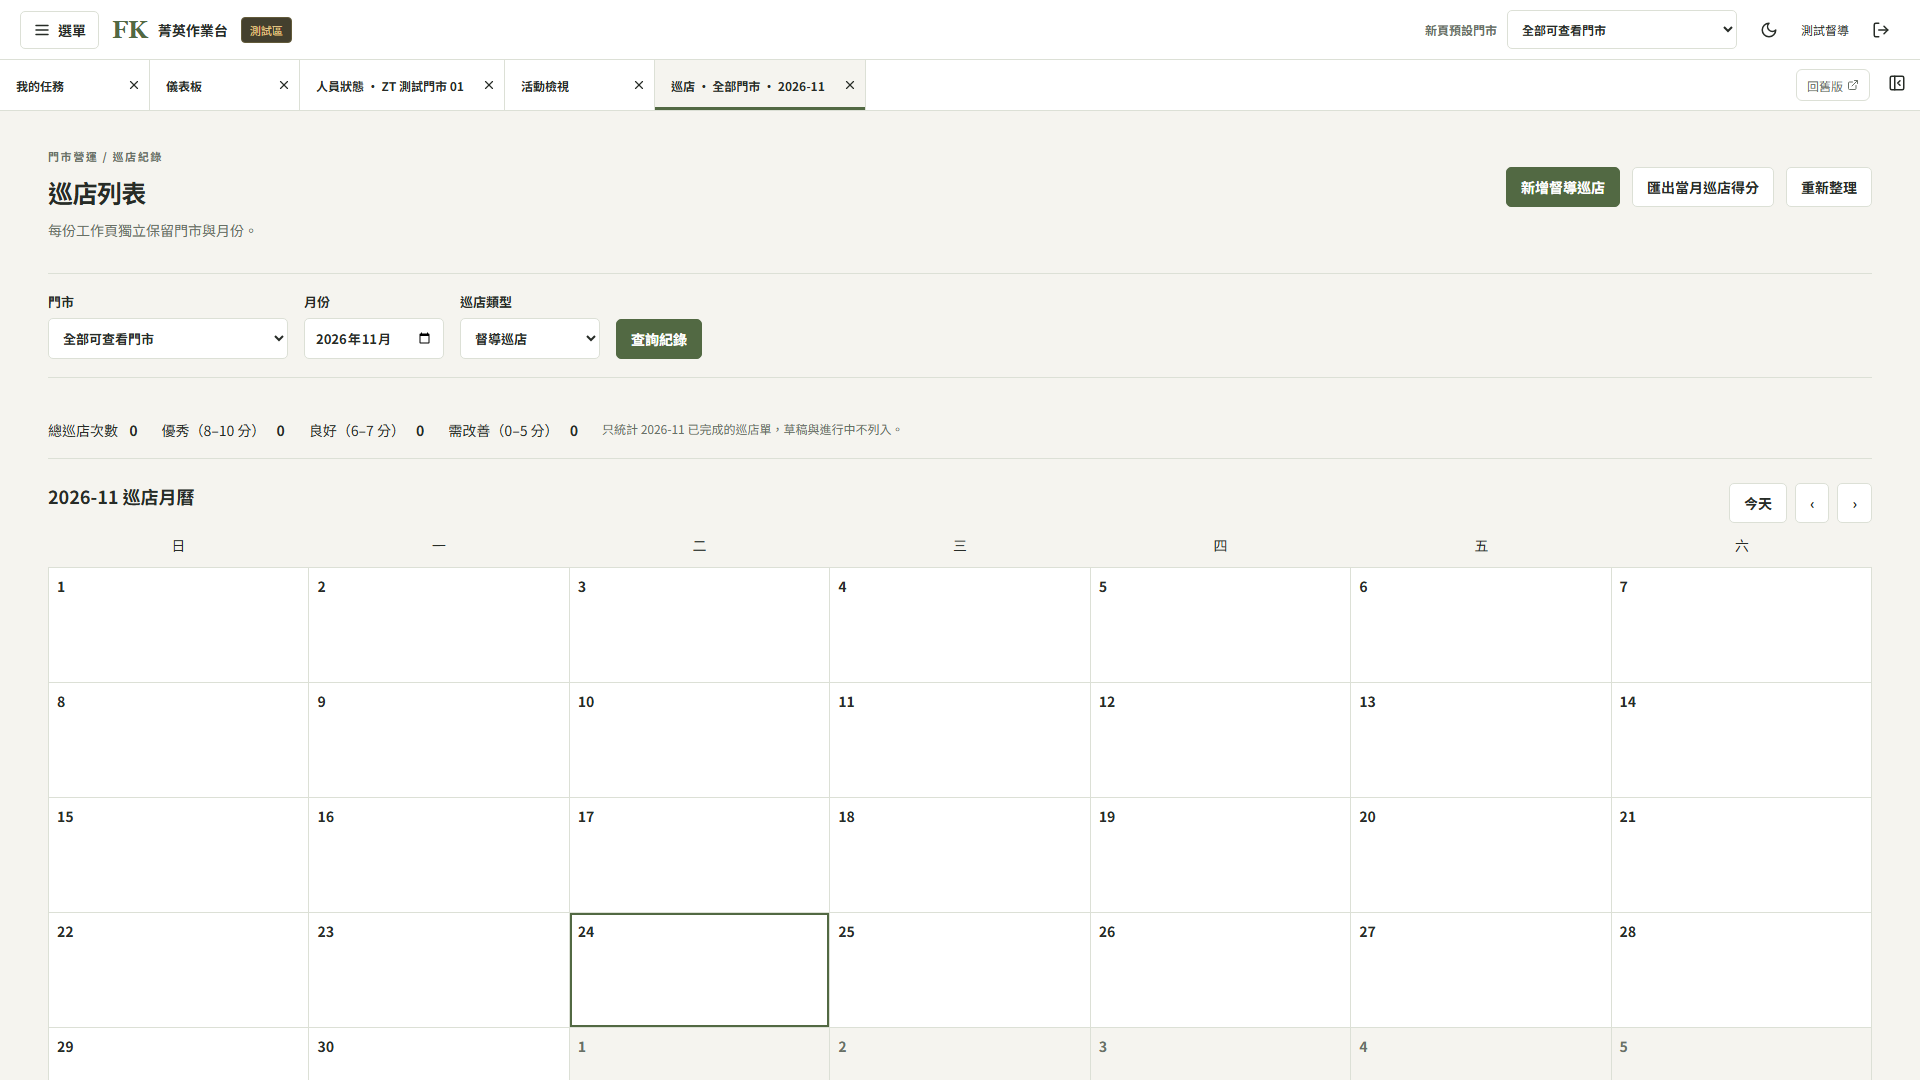 選單 FK 菁英作業台 測試區 新頁預設門市 全部可查看門市 測試督導
我的任務 儀表板 人員狀態 · ZT 測試門市 01 活動檢視 巡店 · 全部門市 · 2026-11 回舊版
門市營運 / 巡店紀錄
巡店列表
每份工作頁獨立保留門市與月份。
新增督導巡店 匯出當月巡店得分 重新整理
門市 月份 巡店類型
全部可查看門市 2026年11月 督導巡店 查詢紀錄
總巡店次數 0 優秀（8–10 分） 0 良好（6–7 分） 0 需改善（0–5 分） 0 只統計 2026-11 已完成的巡店單，草稿與進行中不列入。
2026-11 巡店月曆
今天 ‹ ›
日 一 二 三 四 五 六
1 2 3 4 5 6 7
8 9 10 11 12 13 14
15 16 17 18 19 20 21
22 23 24 25 26 27 28
29 30 1 2 3 4 5